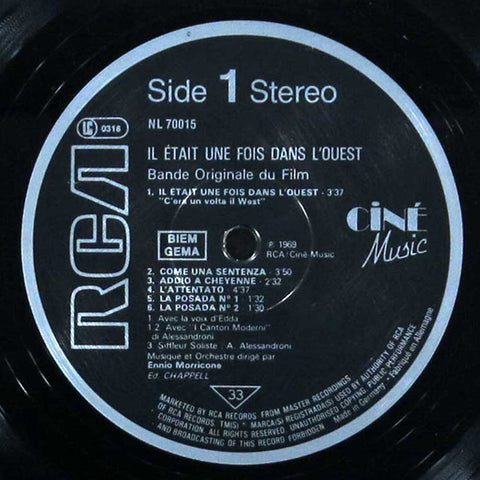 Side 1 Stereo
NL 70015
LC 0316
IL ÉTAIT UNE FOIS DANS L'OUEST
Bande Originale du Film
1. IL ÉTAIT UNE FOIS DANS L'OUEST - 3'37
"C'era un volta il West"
RCA
CINÉ
Music
BIEM
GEMA
P. 1969
RCA/Ciné Music
2. COME UNA SENTENZA - 3'50
3. ADDIO A CHEYENNE - 2'32
4. L'ATTENTATO - 4'37
5. LA POSADA N° 1 - 1'32
6. LA POSADA N° 2 - 1'30
1 Avec la voix d'Edda
1 2 Avec "I Cantori Moderni"
di Alessandroni
3 Siffleur Soliste : A. Alessandroni
Musique et Orchestre dirigé par
Ennio Morricone
Ed. CHAPPELL
33
MARKETED BY RCA RECORDS FROM MASTER RECORDINGS
OF RCA RECORDS. TM(S) ® MARCA(S) REGISTRADA(S) USED BY AUTHORITY OF RCA
CORPORATION. ALL RIGHTS RESERVED. UNAUTHORISED COPYING, PUBLIC PERFORMANCE
AND BROADCASTING OF THIS RECORD FORBIDDEN
Made in Germany - Fabriqué en Allemagne